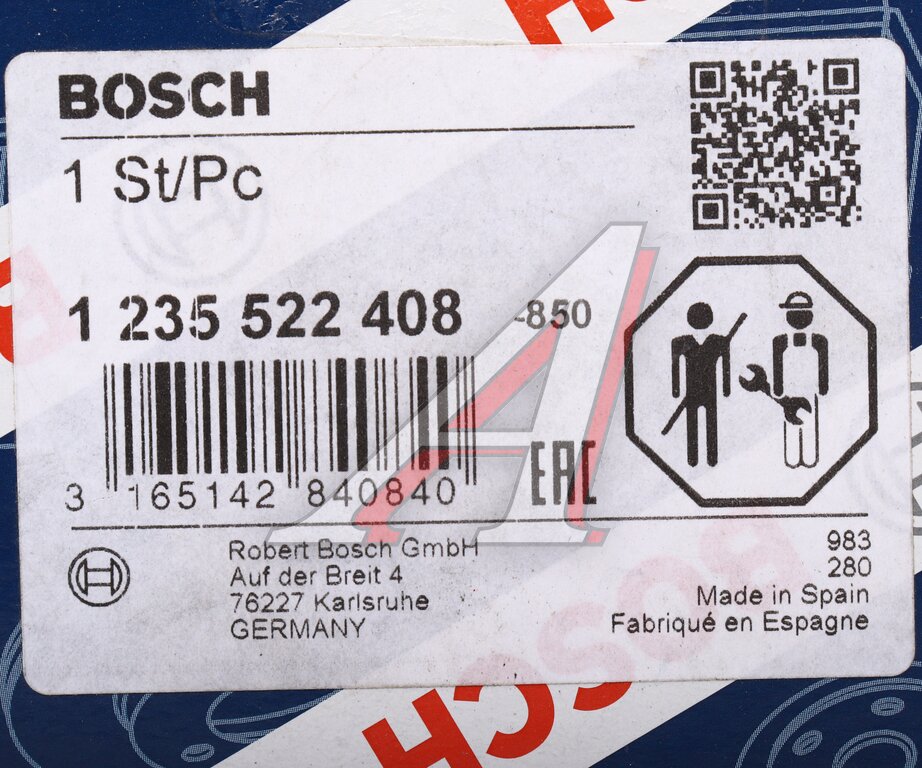 BOSCH
1 St/Pc
1 235 522 408 -850
3 165142 840840
EAC
Robert Bosch GmbH
Auf der Breit 4
76227 Karlsruhe
GERMANY
983
280
Made in Spain
Fabriqué en Espagne
BOSCH